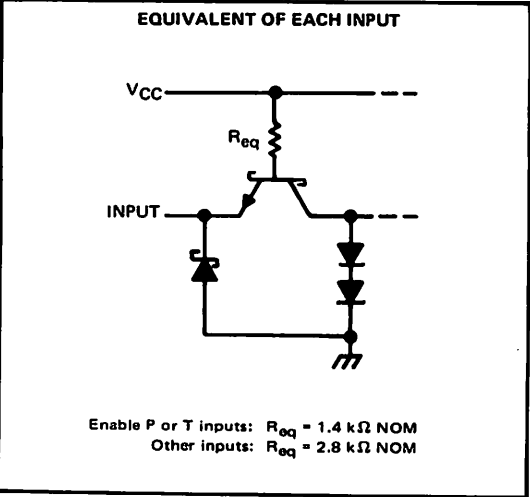 EQUIVALENT OF EACH INPUT
VCC
Req
INPUT
Enable P or T inputs: Req = 1.4 kΩ NOM
Other inputs: Req = 2.8 kΩ NOM